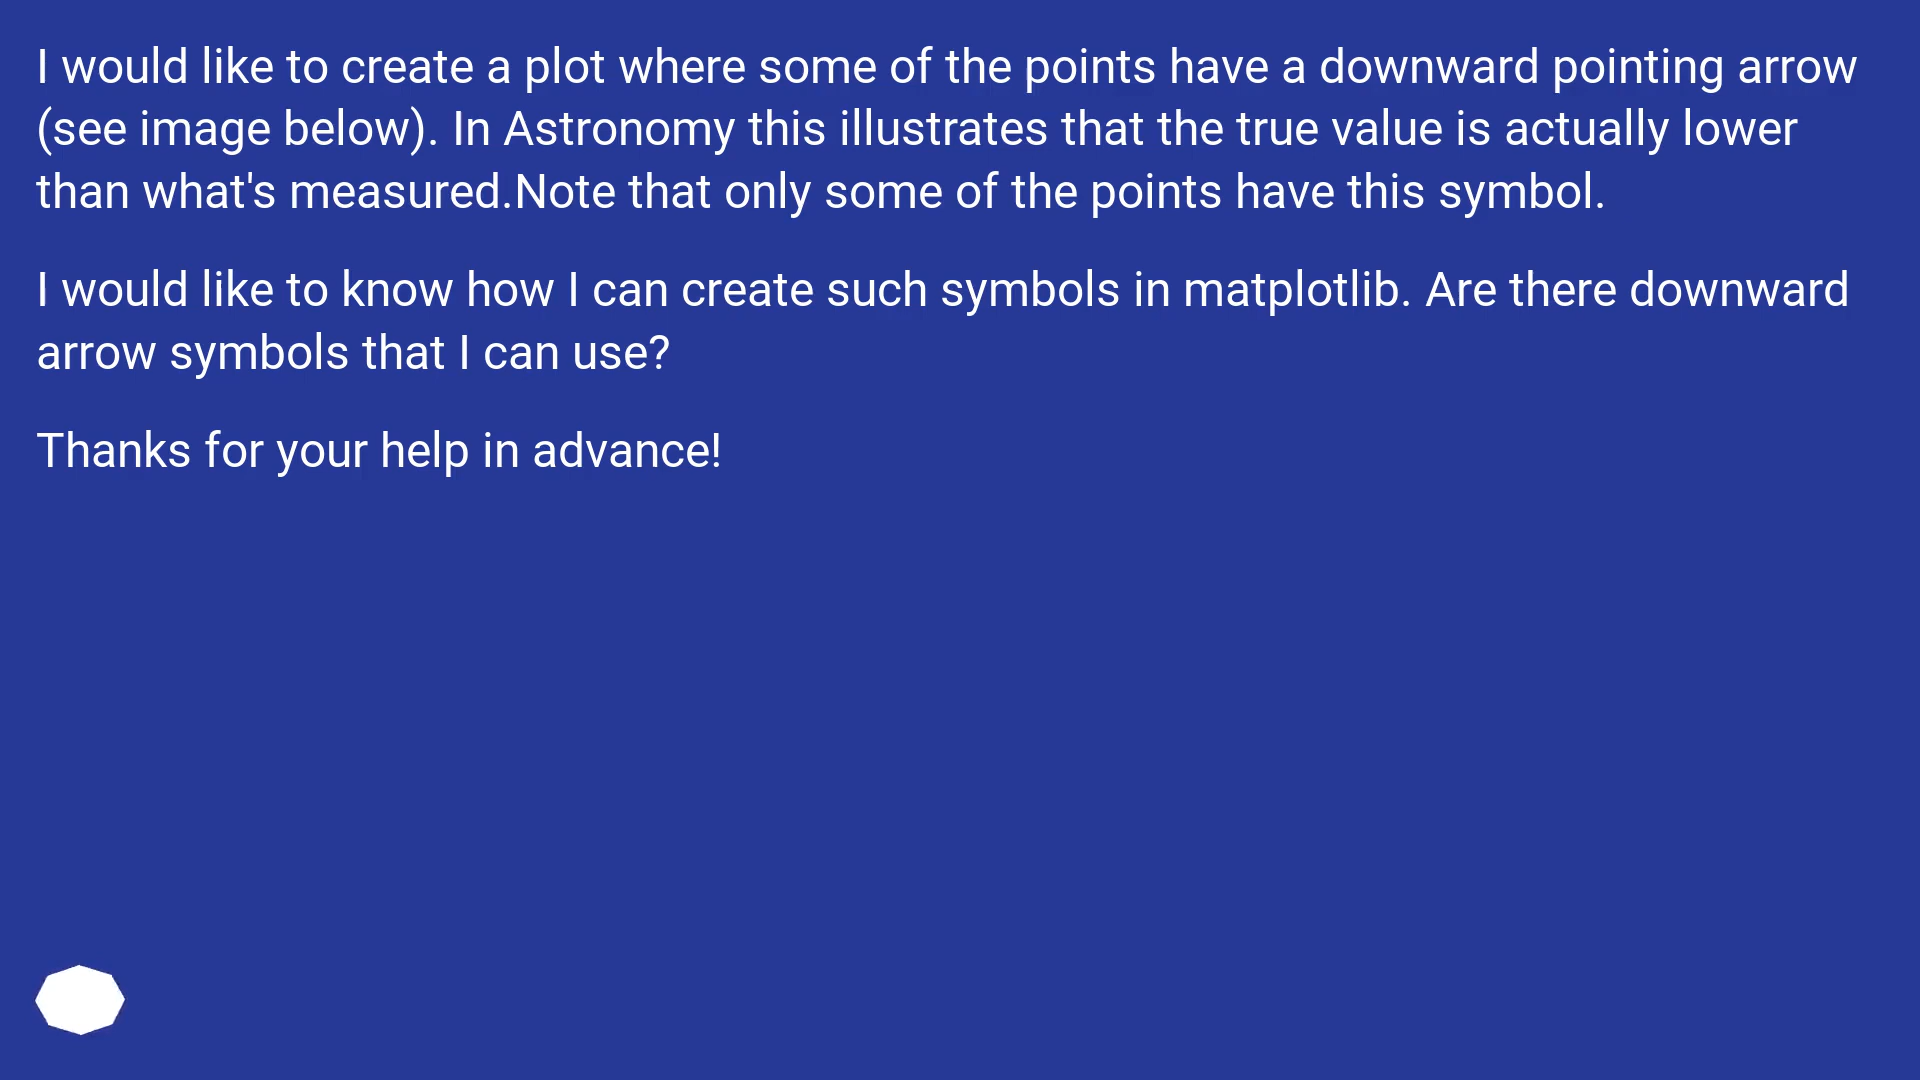 I would like to create a plot where some of the points have a downward pointing arrow
(see image below). In Astronomy this illustrates that the true value is actually lower
than what's measured.Note that only some of the points have this symbol.
I would like to know how I can create such symbols in matplotlib. Are there downward
arrow symbols that I can use?
Thanks for your help in advance!